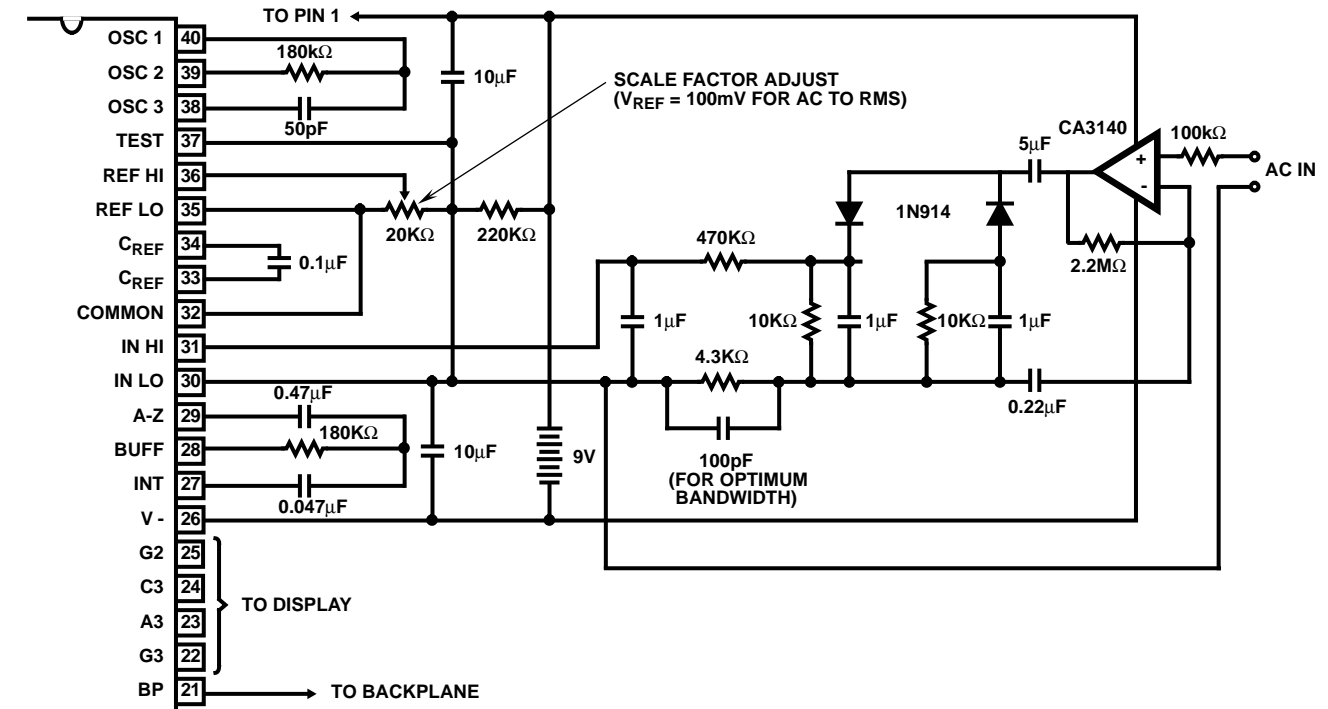 TO PIN 1
OSC 1 40
180kΩ
OSC 2 39
10μF
SCALE FACTOR ADJUST
(VREF = 100mV FOR AC TO RMS)
OSC 3 38
50pF
TEST 37
CA3140
100kΩ
5μF
+
-
AC IN
REF HI 36
REF LO 35
20KΩ
220KΩ
1N914
CREF 34
0.1μF
470KΩ
2.2MΩ
CREF 33
COMMON 32
1μF
10KΩ
1μF
10KΩ
1μF
IN HI 31
4.3KΩ
IN LO 30
0.47μF
0.22μF
A-Z 29
180KΩ
BUFF 28
10μF
9V
100pF
(FOR OPTIMUM
BANDWIDTH)
INT 27
0.047μF
V - 26
G2 25
C3 24
TO DISPLAY
A3 23
G3 22
BP 21
TO BACKPLANE